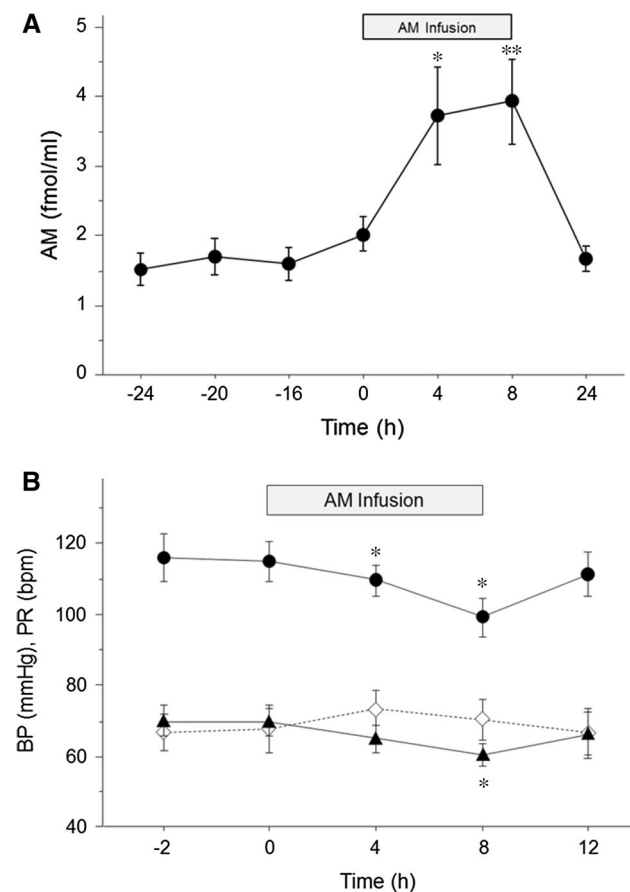 A
AM Infusion
* **
5
4
3
2
1
0
AM (fmol/ml)
-24 -20 -16 0 4 8 24
Time (h)
B
AM Infusion
* *
120
100
80
60
40
BP (mmHg), PR (bpm)
*
-2 0 4 8 12
Time (h)